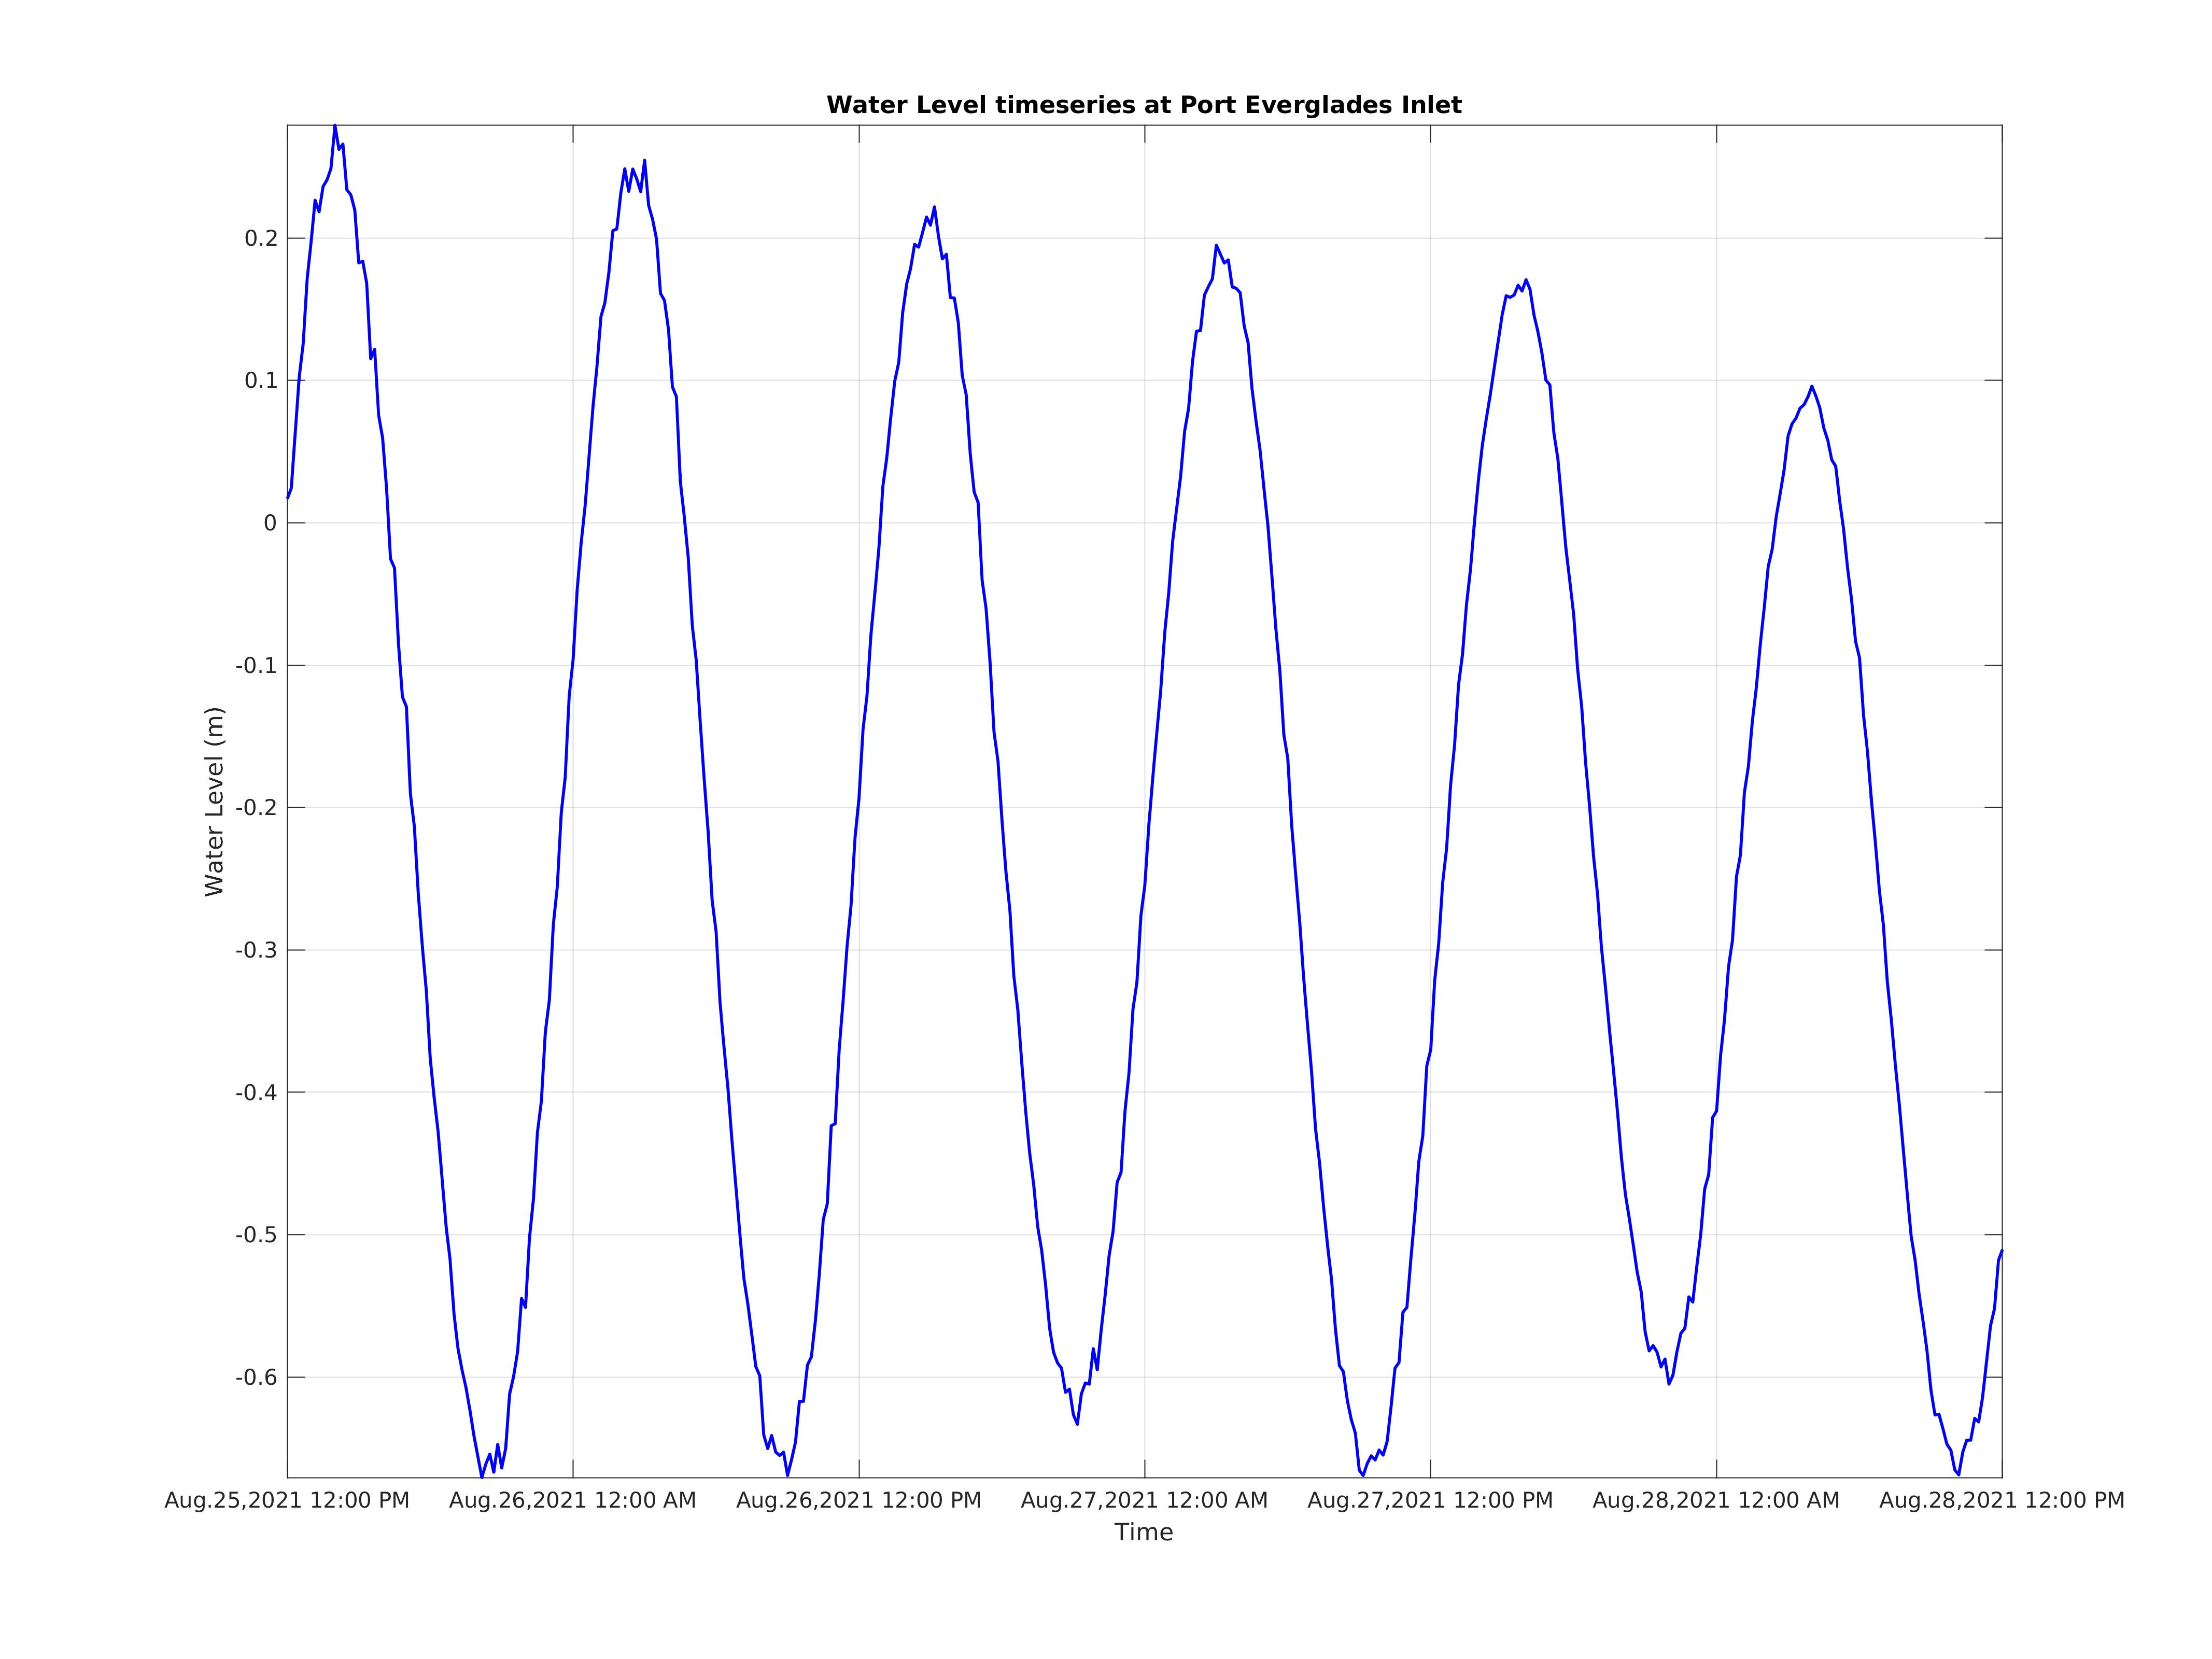 Water Level timeseries at Port Everglades Inlet
0.2
0.1
0
-0.1
-0.2
-0.3
-0.4
-0.5
-0.6
Water Level (m)
Aug.25,2021 12:00 PM Aug.26,2021 12:00 AM Aug.26,2021 12:00 PM Aug.27,2021 12:00 AM Aug.27,2021 12:00 PM Aug.28,2021 12:00 AM Aug.28,2021 12:00 PM
Time